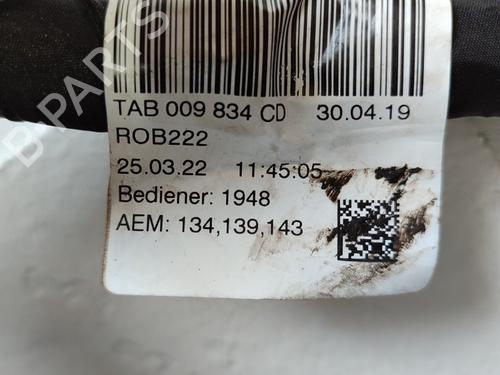 TAB 009 834 CD 30.04.19
ROB222
25.03.22 11:45:05
Bediener: 1948
AEM: 134,139,143
B-PARTS